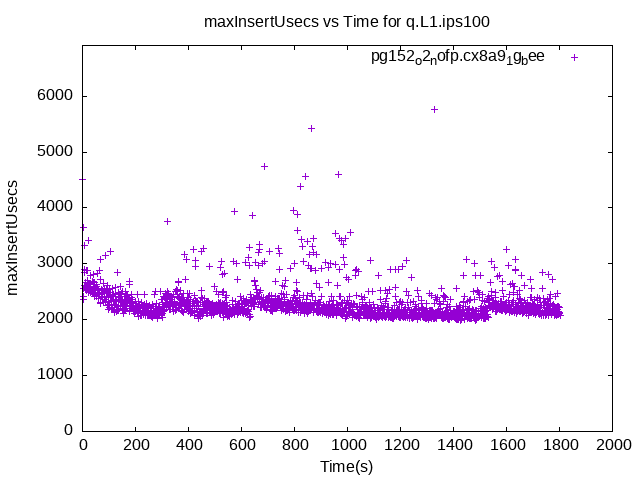 maxInsertUsecs vs Time for q.L1.ips100
pg152o2nofp.cx8a91gbee
6000
5000
4000
3000
2000
1000
0
maxInsertUsecs
0 200 400 600 800 1000 1200 1400 1600 1800 2000
Time(s)